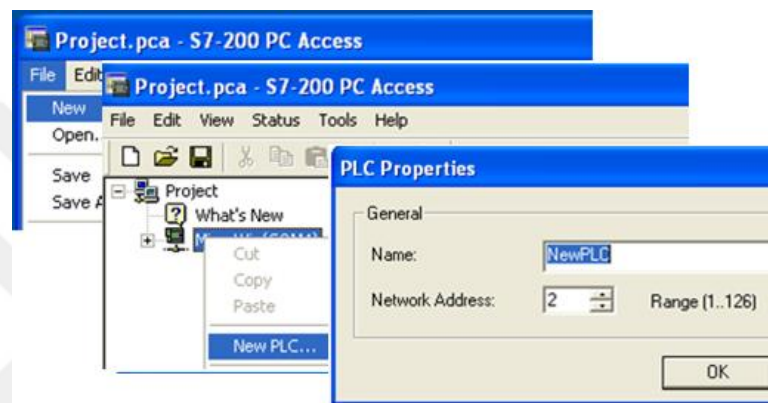 Project.pca - S7-200 PC Access
File Edit
New
Open.
Save
Save A
Project.pca - S7-200 PC Access
File Edit View Status Tools Help
Project
What's New
Cut
Copy
Paste
New PLC...
PLC Properties
General
Name: NewPLC
Network Address: 2 Range (1..126)
OK